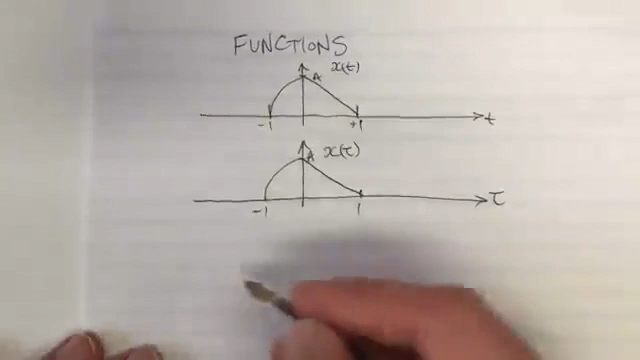 FUNCTIONS
A x(t)
-1 +1 t
A x(τ)
-1 1 τ